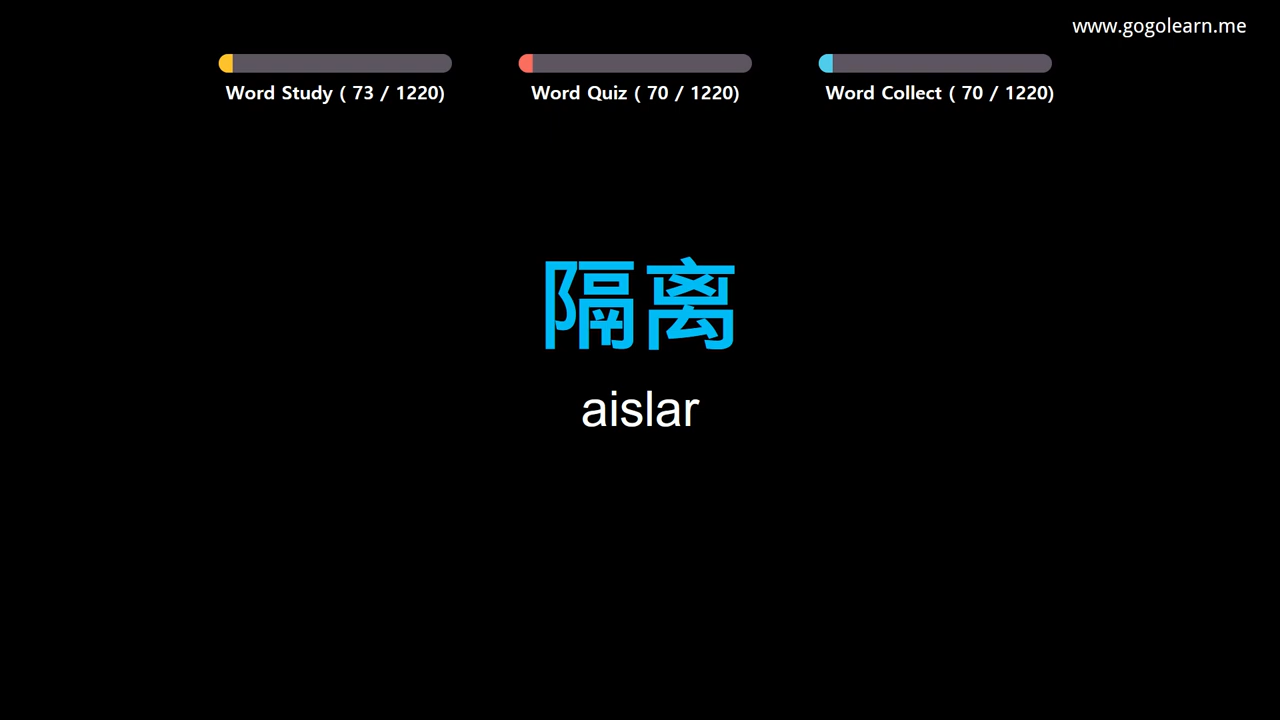 www.gogolearn.me
Word Study ( 73 / 1220)
Word Quiz ( 70 / 1220)
Word Collect ( 70 / 1220)
隔离
aislar